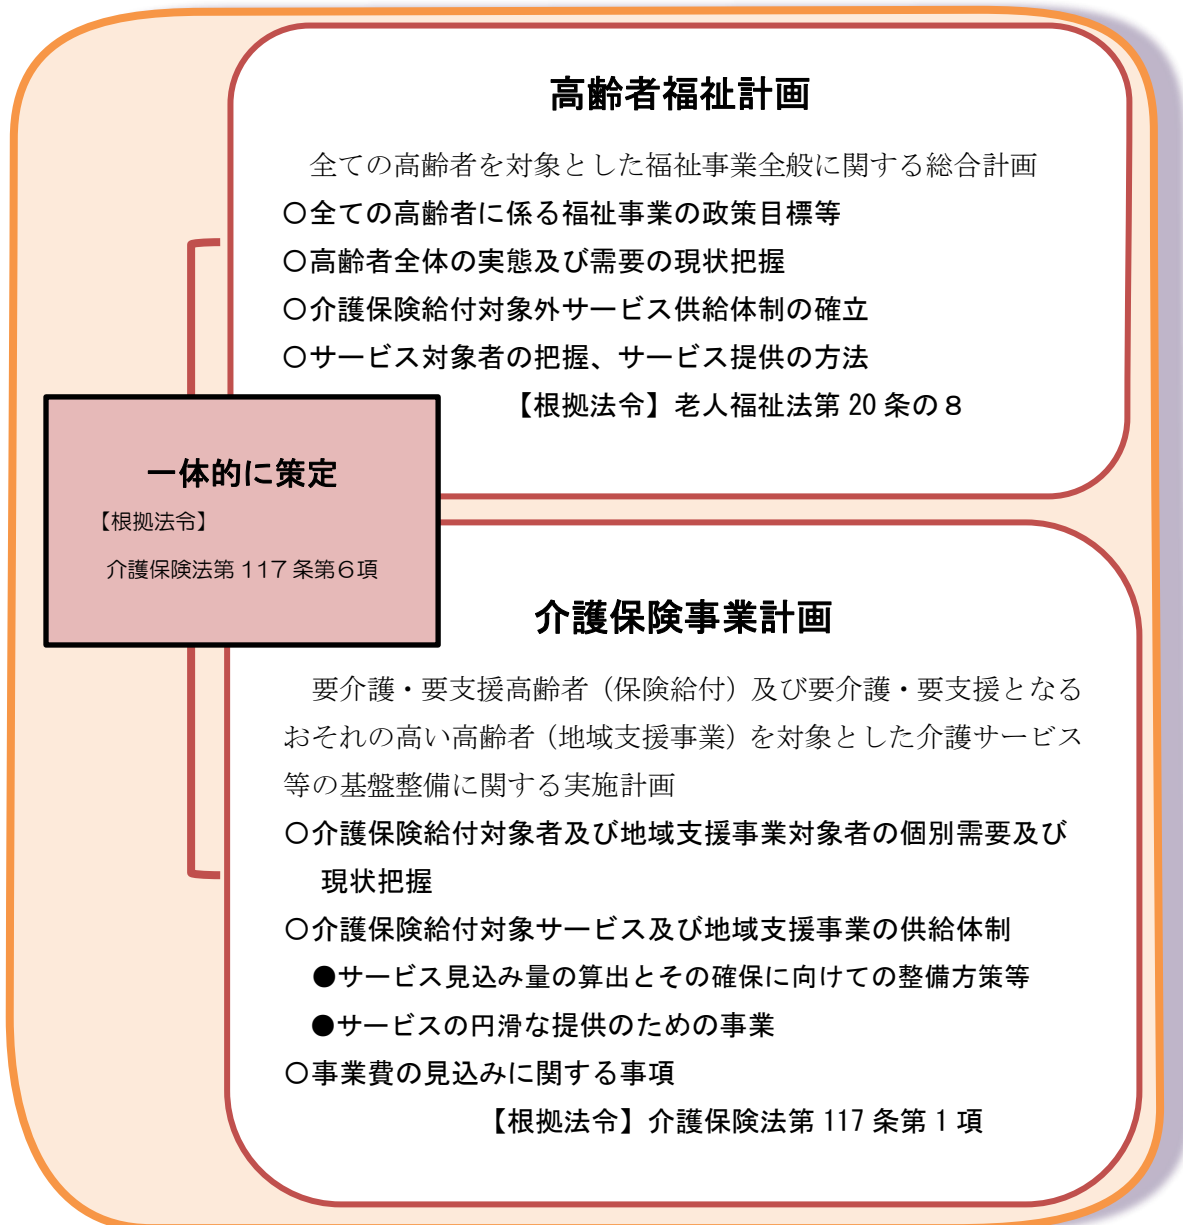 高齢者福祉計画
全ての高齢者を対象とした福祉事業全般に関する総合計画
〇全ての高齢者に係る福祉事業の政策目標等
〇高齢者全体の実態及び需要の現状把握
〇介護保険給付対象外サービス供給体制の確立
〇サービス対象者の把握、サービス提供の方法
【根拠法令】老人福祉法第 20 条の８
一体的に策定
【根拠法令】
介護保険法第 117 条第６項
介護保険事業計画
要介護・要支援高齢者（保険給付）及び要介護・要支援となる
おそれの高い高齢者（地域支援事業）を対象とした介護サービス
等の基盤整備に関する実施計画
〇介護保険給付対象者及び地域支援事業対象者の個別需要及び
現状把握
〇介護保険給付対象サービス及び地域支援事業の供給体制
●サービス見込み量の算出とその確保に向けての整備方策等
●サービスの円滑な提供のための事業
〇事業費の見込みに関する事項
【根拠法令】介護保険法第 117 条第 1 項